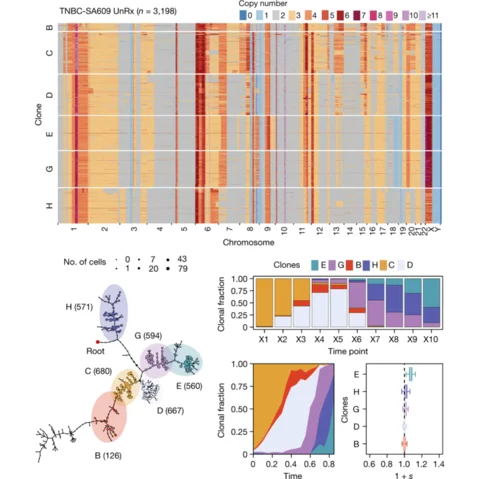 TNBC-SA609 UnRx (n = 3,198)
Copy number
0 1 2 3 4 5 6 7 8 9 10 ≥11
Clone
B
C
D
E
G
H
1 2 3 4 5 6 7 8 9 10 11 12 13 14 15 16 17 18 19 20 21 22 X Y
Chromosome
No. of cells
0 7 43
1 20 79
H (571)
Root
G (594)
C (680)
E (560)
D (667)
B (126)
Clones E G B H C D
Clonal fraction
1.00
0.75
0.50
0.25
0
X1 X2 X3 X4 X5 X6 X7 X8 X9 X10
Time point
Clonal fraction
1.00
0.75
0.50
0.25
0
0 0.2 0.4 0.6 0.8
Time
Clones
E
H
G
D
B
0.6 0.8 1.0 1.2 1.4
1 + s